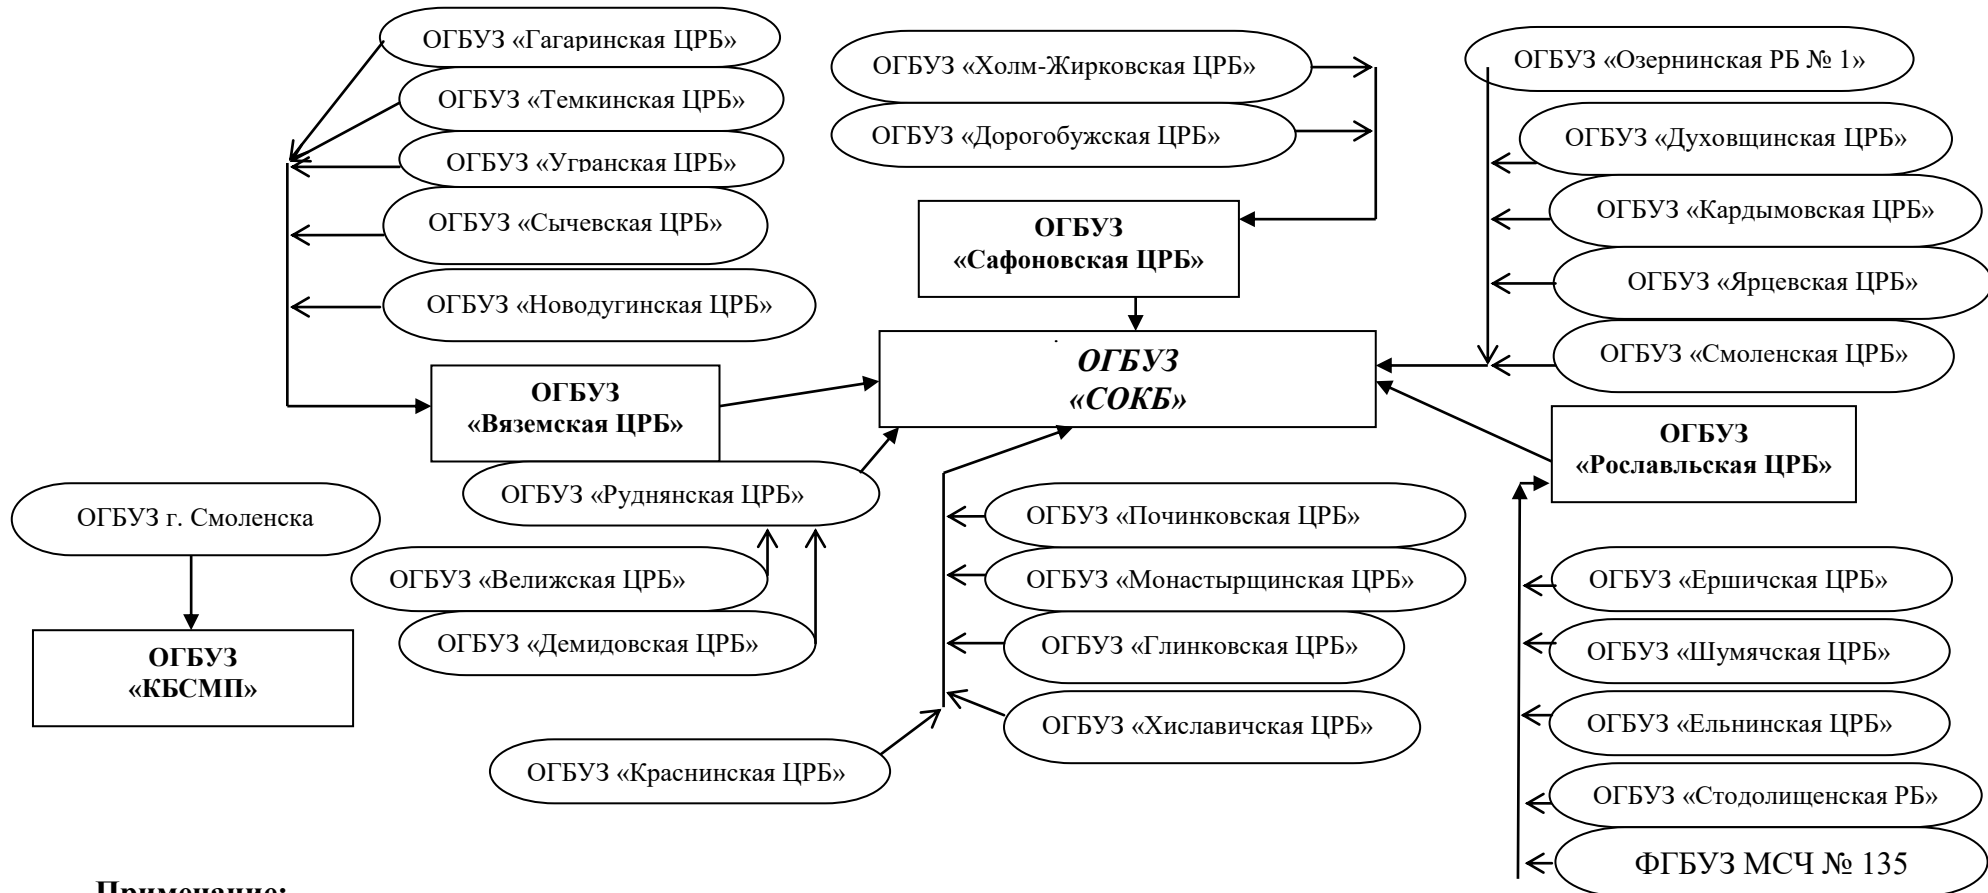 ОГБУЗ «Гагаринская ЦРБ»
ОГБУЗ «Темкинская ЦРБ»
ОГБУЗ «Угранская ЦРБ»
ОГБУЗ «Сычевская ЦРБ»
ОГБУЗ «Новодугинская ЦРБ»
ОГБУЗ
«Вяземская ЦРБ»
ОГБУЗ «Холм-Жирковская ЦРБ»
ОГБУЗ «Дорогобужская ЦРБ»
ОГБУЗ
«Сафоновская ЦРБ»
ОГБУЗ
«СОКБ»
ОГБУЗ «Озернинская РБ № 1»
ОГБУЗ «Духовщинская ЦРБ»
ОГБУЗ «Кардымовская ЦРБ»
ОГБУЗ «Ярцевская ЦРБ»
ОГБУЗ «Смоленская ЦРБ»
ОГБУЗ
«Рославльская ЦРБ»
ОГБУЗ г. Смоленска
ОГБУЗ
«КБСМП»
ОГБУЗ «Руднянская ЦРБ»
ОГБУЗ «Велижская ЦРБ»
ОГБУЗ «Демидовская ЦРБ»
ОГБУЗ «Починковская ЦРБ»
ОГБУЗ «Монастырщинская ЦРБ»
ОГБУЗ «Глинковская ЦРБ»
ОГБУЗ «Хиславичская ЦРБ»
ОГБУЗ «Краснинская ЦРБ»
ОГБУЗ «Ершичская ЦРБ»
ОГБУЗ «Шумячская ЦРБ»
ОГБУЗ «Ельнинская ЦРБ»
ОГБУЗ «Стодолищенская РБ»
ФГБУЗ МСЧ № 135
Примечание: